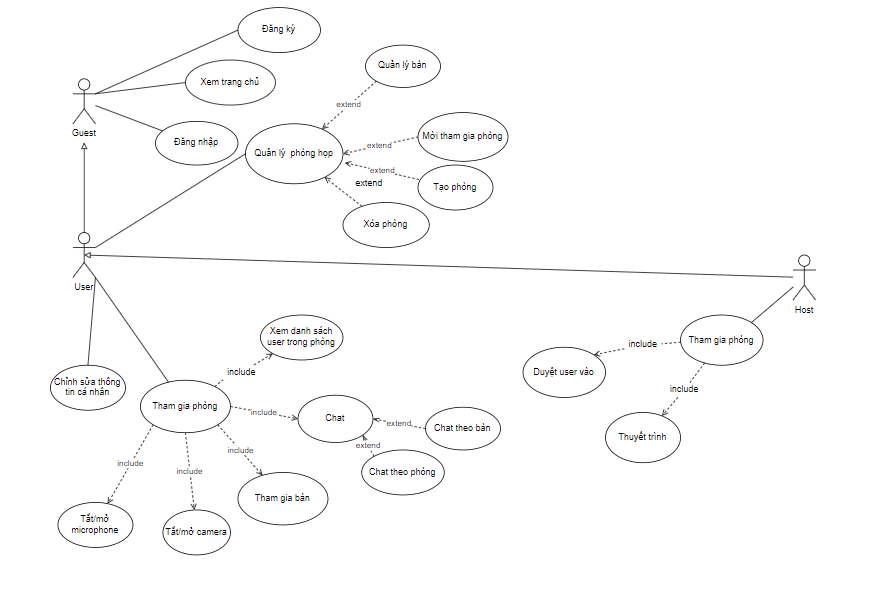 Đăng ký
Xem trang chủ
Quản lý bản
Guest
extend
Đăng nhập
Mời tham gia phòng
extend
Quản lý phòng họp
extend
extend
Tạo phòng
Xóa phòng
User
Host
Xem danh sách
user trong phòng
include
Tham gia phòng
include
Duyệt user vào
Chỉnh sửa thông
tin cá nhân
include
Tham gia phòng
include
Chat
extend
Chat theo bản
extend
Thuyết trình
include
include
include
Chat theo phòng
Tham gia bản
Tắt/mở
microphone
Tắt/mở camera